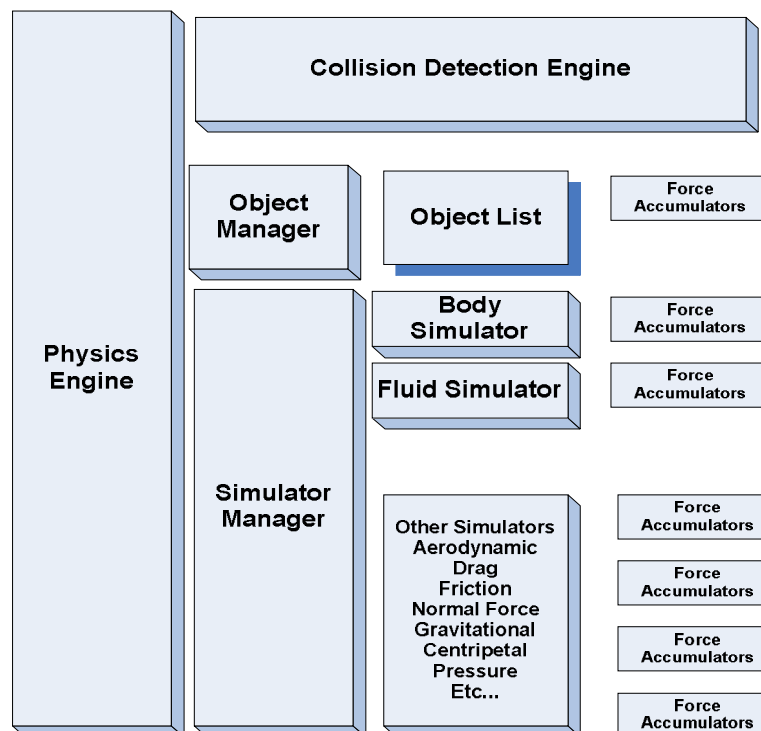 Collision Detection Engine
Object
Manager
Object List
Force
Accumulators
Physics
Engine
Simulator
Manager
Body
Simulator
Force
Accumulators
Fluid Simulator
Force
Accumulators
Other Simulators
Aerodynamic
Drag
Friction
Normal Force
Gravitational
Centripetal
Pressure
Etc...
Force
Accumulators
Force
Accumulators
Force
Accumulators
Force
Accumulators